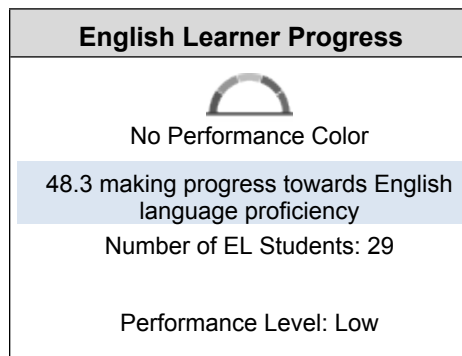 English Learner Progress
No Performance Color
48.3 making progress towards English
language proficiency
Number of EL Students: 29
Performance Level: Low